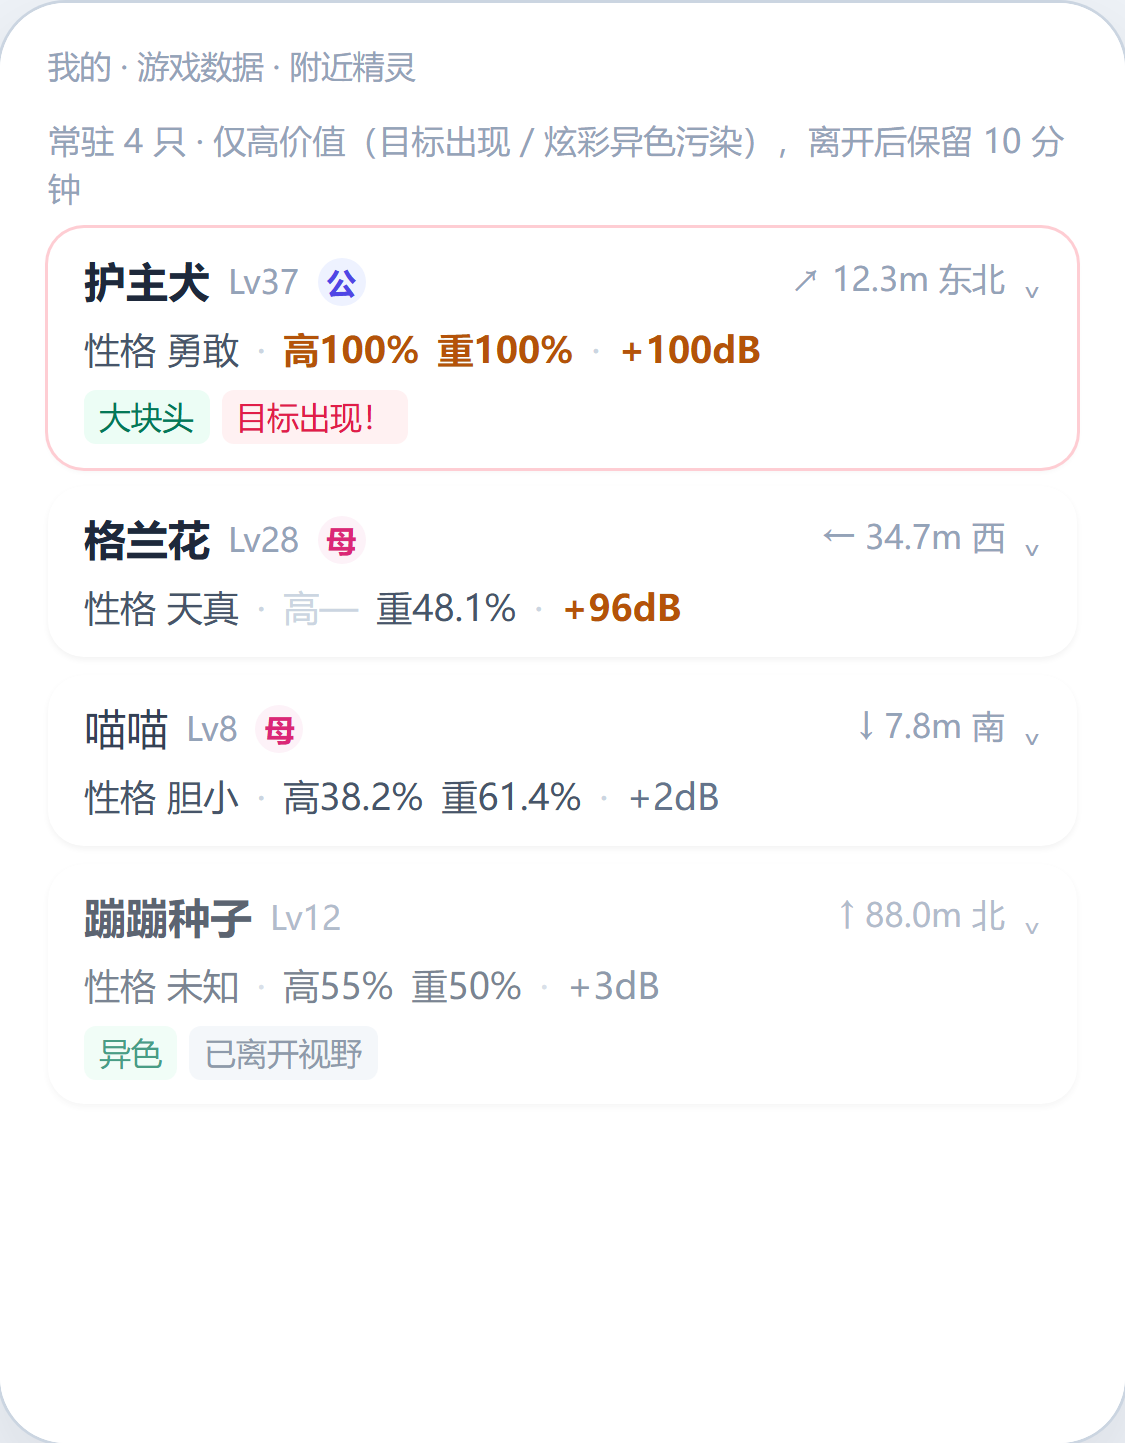 我的 · 游戏数据 · 附近精灵
常驻 4 只 · 仅高价值（目标出现 / 炫彩异色污染），离开后保留 10 分
钟
护主犬 Lv37 公 ↗ 12.3m 东北 ⌄
性格 勇敢 · 高100% 重100% · +100dB
大块头 目标出现！
格兰花 Lv28 母 ← 34.7m 西 ⌄
性格 天真 · 高— 重48.1% · +96dB
喵喵 Lv8 母 ↓ 7.8m 南 ⌄
性格 胆小 · 高38.2% 重61.4% · +2dB
蹦蹦种子 Lv12 ↑ 88.0m 北 ⌄
性格 未知 · 高55% 重50% · +3dB
异色 已离开视野